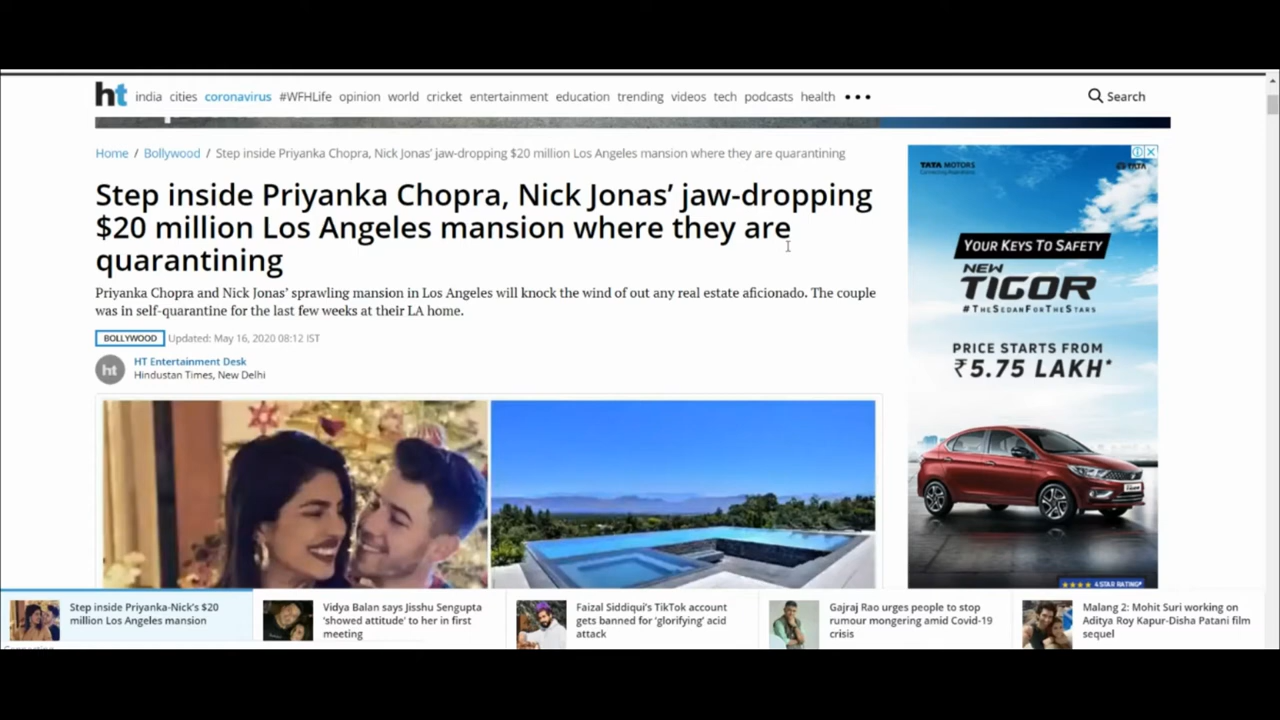 ht india cities coronavirus #WFHLife opinion world cricket entertainment education trending videos tech podcasts health ••• Search
Home / Bollywood / Step inside Priyanka Chopra, Nick Jonas' jaw-dropping $20 million Los Angeles mansion where they are quarantining
Step inside Priyanka Chopra, Nick Jonas' jaw-dropping
$20 million Los Angeles mansion where they are
quarantining
Priyanka Chopra and Nick Jonas' sprawling mansion in Los Angeles will knock the wind of out any real estate aficionado. The couple
was in self-quarantine for the last few weeks at their LA home.
BOLLYWOOD Updated: May 16, 2020 08:12 IST
ht
HT Entertainment Desk
Hindustan Times, New Delhi
TATA MOTORS
Connecting Aspirations
TATA
YOUR KEYS TO SAFETY
NEW
TIGOR
#THESEDANFORTHESTARS
PRICE STARTS FROM
₹5.75 LAKH*
4 STAR RATING*
Step inside Priyanka-Nick's $20
million Los Angeles mansion
Vidya Balan says Jisshu Sengupta
'showed attitude' to her in first
meeting
Faizal Siddiqui's TikTok account
gets banned for 'glorifying' acid
attack
Gajraj Rao urges people to stop
rumour mongering amid Covid-19
crisis
Malang 2: Mohit Suri working on
Aditya Roy Kapur-Disha Patani film
sequel